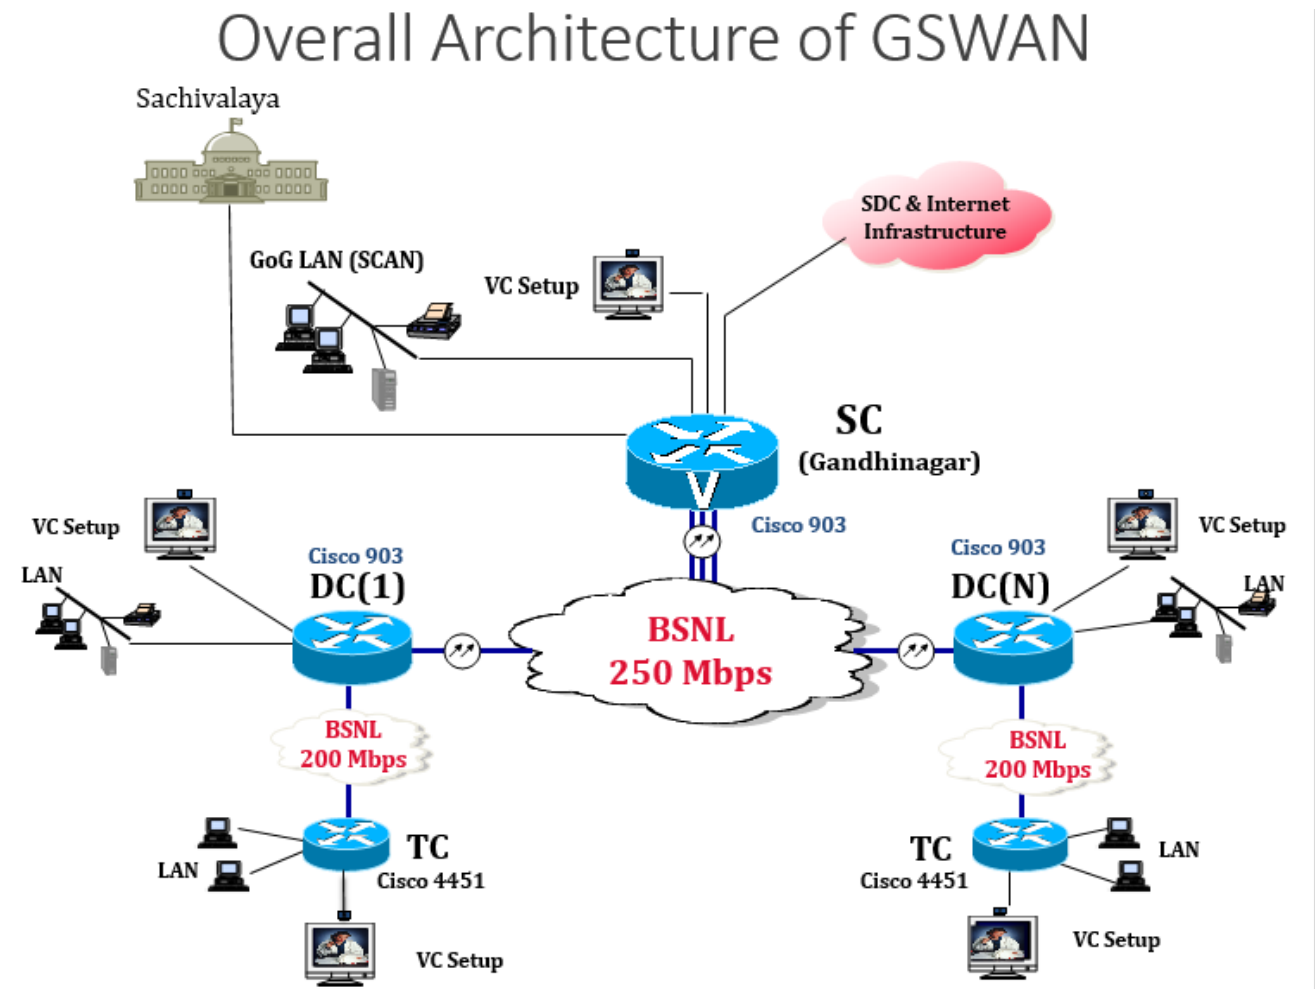 Overall Architecture of GSWAN
Sachivalaya
SDC & Internet
Infrastructure
GoG LAN (SCAN)
VC Setup
SC
(Gandhinagar)
Cisco 903
VC Setup
LAN
Cisco 903
DC(1)
BSNL
250 Mbps
Cisco 903
DC(N)
VC Setup
LAN
BSNL
200 Mbps
BSNL
200 Mbps
LAN
TC
Cisco 4451
VC Setup
TC
Cisco 4451
LAN
VC Setup